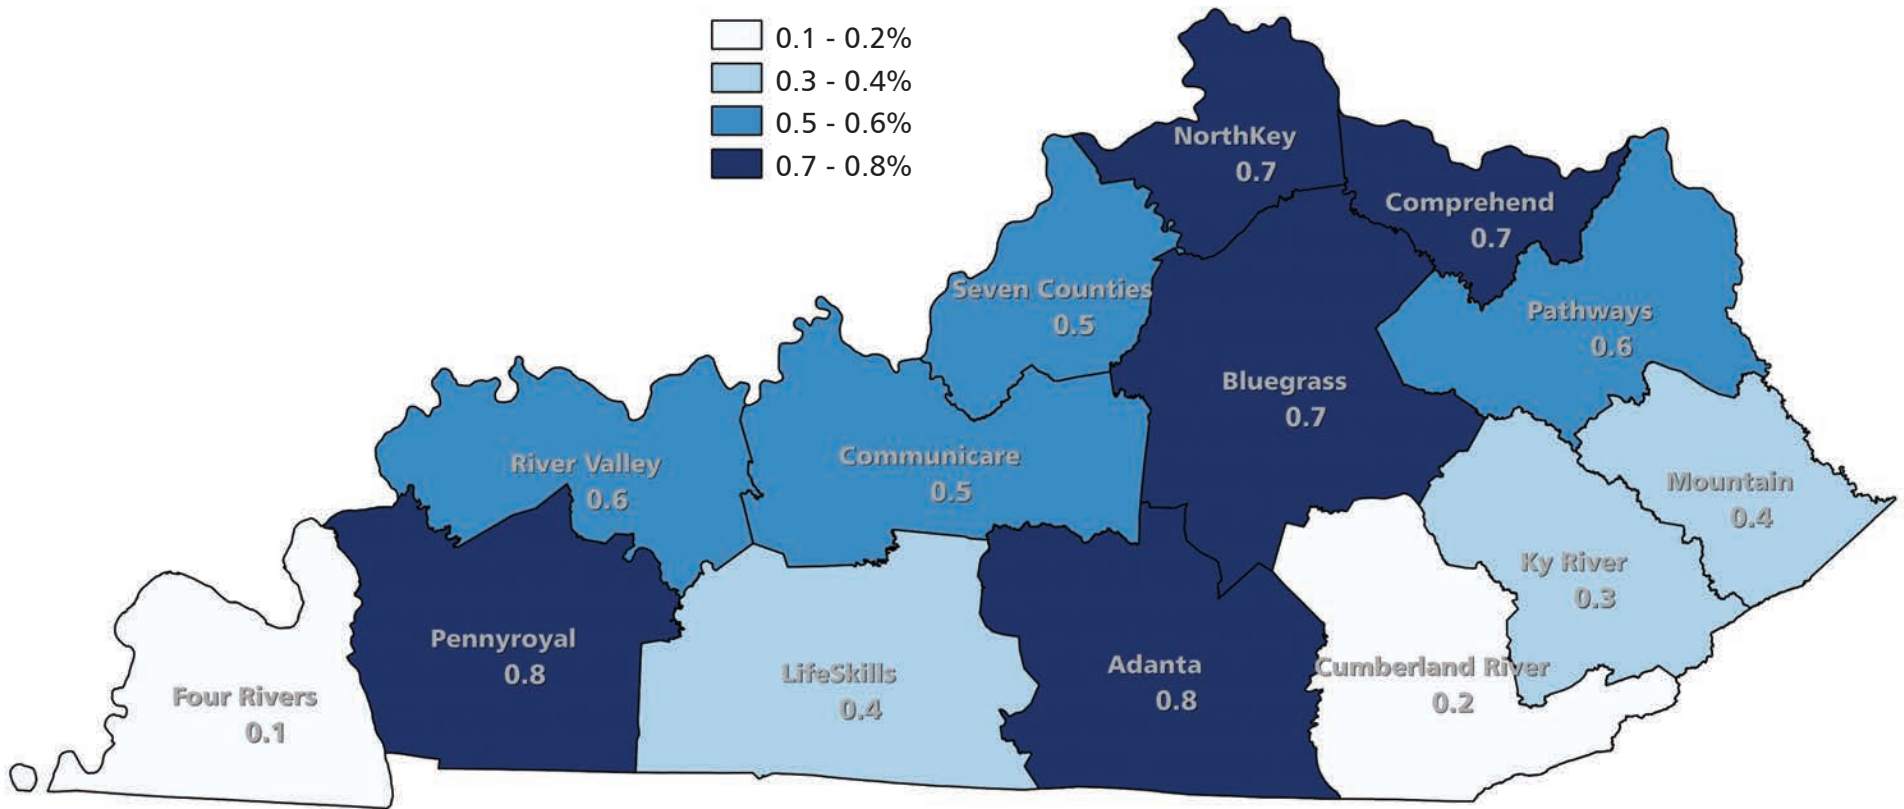 0.1 - 0.2%
0.3 - 0.4%
0.5 - 0.6%
0.7 - 0.8%
NorthKey
0.7
Comprehend
0.7
Seven Counties
0.5
Pathways
0.6
Bluegrass
0.7
River Valley
0.6
Communicare
0.5
Mountain
0.4
Ky River
0.3
Pennyroyal
0.8
LifeSkills
0.4
Adanta
0.8
Cumberland River
0.2
Four Rivers
0.1